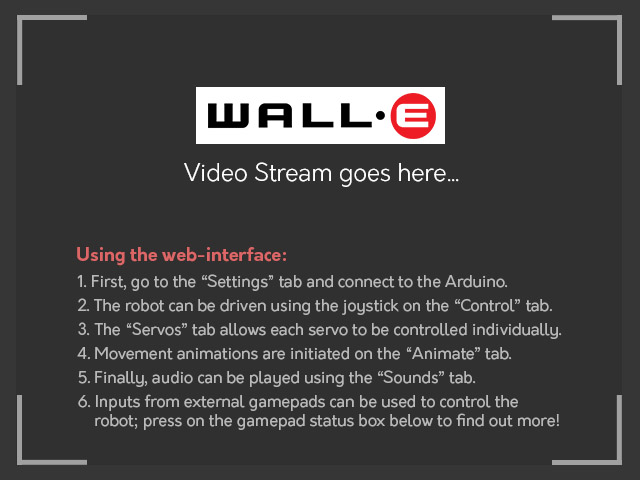 WALL·E
Video Stream goes here...
Using the web-interface:
1. First, go to the “Settings” tab and connect to the Arduino.
2. The robot can be driven using the joystick on the “Control” tab.
3. The “Servos” tab allows each servo to be controlled individually.
4. Movement animations are initiated on the “Animate” tab.
5. Finally, audio can be played using the “Sounds” tab.
6. Inputs from external gamepads can be used to control the
robot; press on the gamepad status box below to find out more!